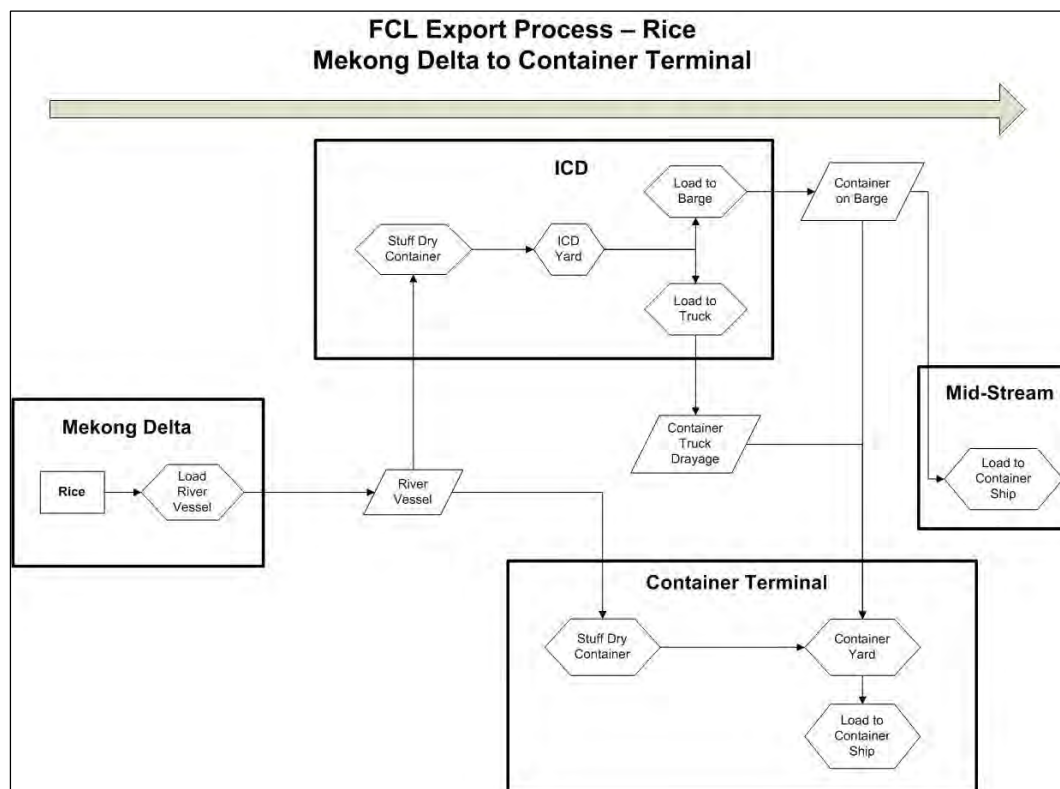 FCL Export Process – Rice
Mekong Delta to Container Terminal
ICD
Load to
Barge
Container
on Barge
Stuff Dry
Container
ICD
Yard
Load to
Truck
Mid-Stream
Mekong Delta
Container
Truck
Drayage
Load to
Container
Ship
Rice
Load
River
Vessel
River
Vessel
Container Terminal
Stuff Dry
Container
Container
Yard
Load to
Container
Ship